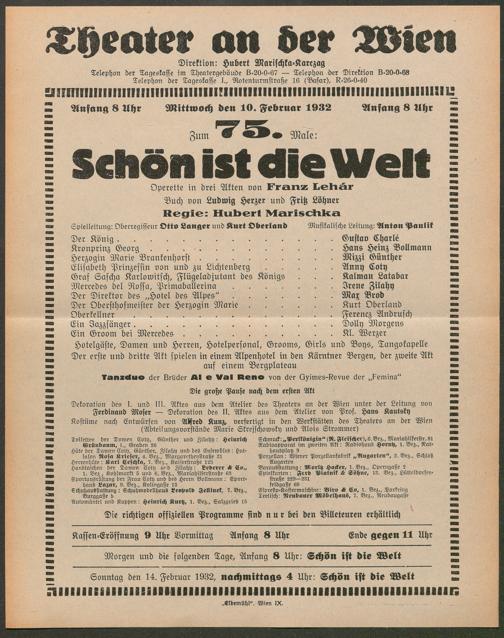 Theater an der Wien
Direktion: Hubert Marischka-Karczag
Telephon der Tageskasse im Theatergebäude B-20-0-67 — Telephon der Direktion B-20-0-68
Telephon der Tageskassa I., Rotenturmstraße 16 (Basar), R-26-0-40
Anfang 8 Uhr Mittwoch den 10. Februar 1932 Anfang 8 Uhr
Zum 75. Male:
Schön ist die Welt
Operette in drei Akten von Franz Lehár
Buch von Ludwig Herzer und Fritz Löhner
Regie: Hubert Marischka
Spielleitung: Oberregisseur Otto Langer und Kurt Oberland Musikalische Leitung: Anton Paulik
Der König . . . . Gustav Charlé
Kronprinz Georg . . . . Hans Heinz Bollmann
Herzogin Marie Brankenhorst . . . . Mizzi Günther
Elisabeth Prinzessin von und zu Lichtenberg . . . . Anny Coty
Graf Sascha Karlowitsch, Flügeladjutant des Königs . . . . Kalman Latabar
Mercedes del Rossa, Primaballerina . . . . Irene Zilahy
Der Direktor des „Hotel des Alpes“ . . . . Max Brod
Der Obersthofmeister der Herzogin Marie . . . . Kurt Oberland
Oberkellner . . . . Ferencz Andrusch
Ein Jazzsänger . . . . Dolly Morgens
Ein Groom bei Mercedes . . . . Kl. Werzer
Hotelgäste, Damen und Herren, Hotelpersonal, Grooms, Girls und Boys, Tangokapelle
Der erste und dritte Akt spielen in einem Alpenhotel in den Kärntner Bergen, der zweite Akt
auf einem Bergplateau
Tanzduo der Brüder Al e Val Reno von der Gyimes-Revue der „Femina“
Die große Pause nach dem ersten Akt
Dekoration des I. und III. Aktes aus dem Atelier des Theaters an der Wien unter der Leitung von
Ferdinand Moser — Dekoration des II. Aktes aus dem Atelier von Prof. Hans Kautsky
Kostüme nach Entwürfen von Alfred Kunz, verfertigt in den Werkstätten des Theaters an der Wien
(Abteilungsvorstände Marie Strejschowsky und Alois Strammer)
Die richtigen offiziellen Programme sind nur bei den Billeteuren erhältlich
Kassen-Eröffnung 9 Uhr Vormittag Anfang 8 Uhr Ende gegen 11 Uhr
Morgen und die folgenden Tage, Anfang 8 Uhr: Schön ist die Welt
Sonntag den 14. Februar 1932, nachmittags 4 Uhr: Schön ist die Welt
„Elbemühl“, Wien IX.